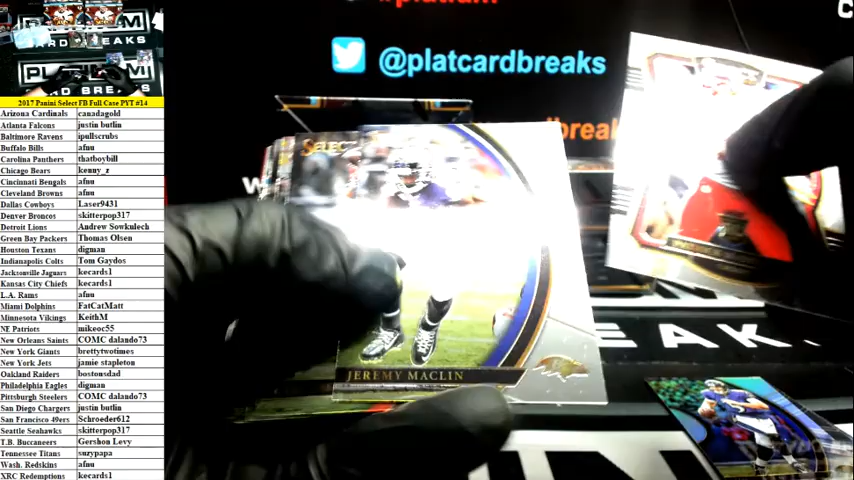 PLATINUM
CARD BREAKS
2017 Panini Select FB Full Case PYT #14
Arizona Cardinals canadagold
Atlanta Falcons justin butlin
Baltimore Ravens ipullscrubs
Buffalo Bills afnu
Carolina Panthers thatboybill
Chicago Bears kenny_z
Cincinnati Bengals afnu
Cleveland Browns afnu
Dallas Cowboys Laser9431
Denver Broncos skitterpop317
Detroit Lions Andrew Sowkulech
Green Bay Packers Thomas Olsen
Houston Texans digman
Indianapolis Colts Tom Gaydos
Jacksonville Jaguars kecards1
Kansas City Chiefs kecards1
L.A. Rams afnu
Miami Dolphins FatCatMatt
Minnesota Vikings KeithM
NE Patriots mikeoc55
New Orleans Saints COMC dalando73
New York Giants brettytwotimes
New York Jets jamie stapleton
Oakland Raiders bostonsdad
Philadelphia Eagles digman
Pittsburgh Steelers COMC dalando73
San Diego Chargers justin butlin
San Francisco 49ers Schroeder612
Seattle Seahawks skitterpop317
T.B. Buccaneers Gershon Levy
Tennessee Titans suzypapa
Wash. Redskins afnu
XRC Redemptions kecards1
@platcardbreaks
SELECT
JEREMY MACLIN